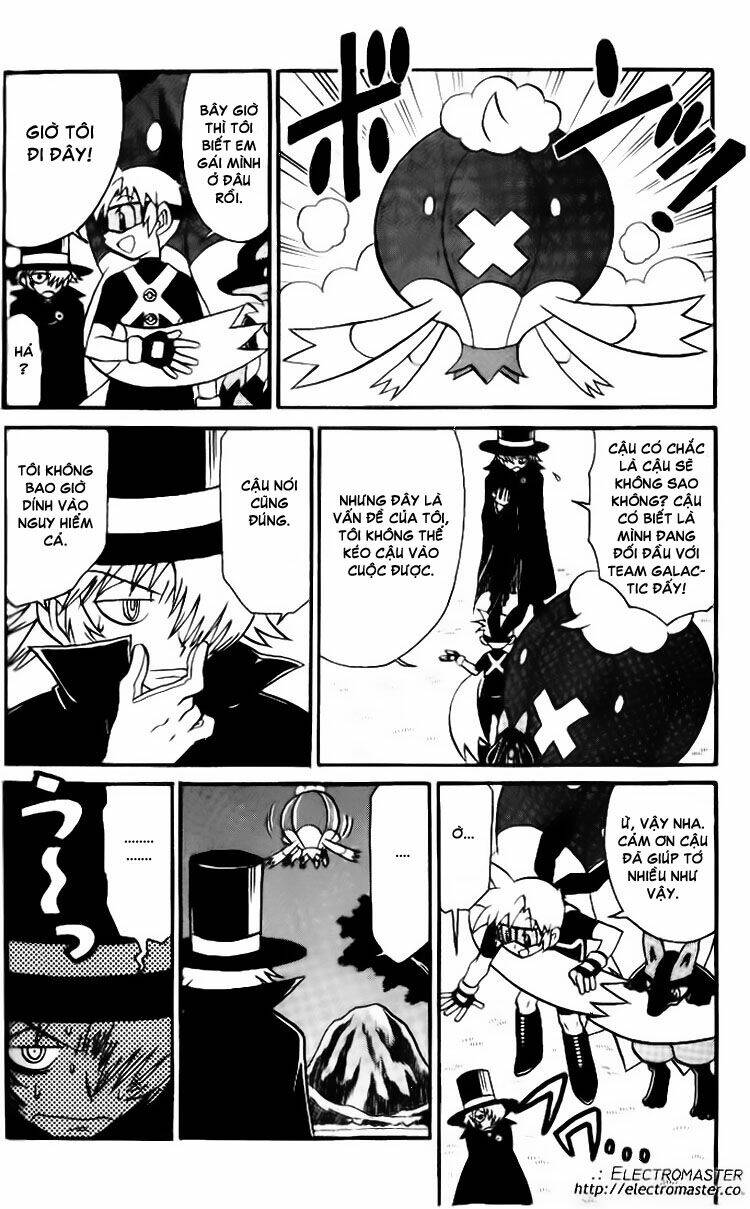 ボーン!!
BÂY GIỜ
THÌ TÔI
BIẾT EM
GÁI MÌNH
Ở ĐÂU
RỒI.
GIỜ TÔI
ĐI ĐÂY!
HẢ
?
CẬU CÓ CHẮC
LÀ CẬU SẼ
KHÔNG SAO
KHÔNG? CẬU
CÓ BIẾT LÀ
MÌNH ĐANG
ĐỐI ĐẦU VỚI
TEAM GALAC-
TIC ĐẤY!
NHƯNG ĐÂY LÀ
VẤN ĐỀ CỦA TÔI,
TÔI KHÔNG THỂ
KÉO CẬU VÀO
CUỘC ĐƯỢC.
CẬU NÓI
CŨNG
ĐÚNG.
TÔI KHÔNG
BAO GIỜ
DÍNH VÀO
NGUY HIỂM
CẢ.
Ừ, VẬY NHA.
CẢM ƠN CẬU
ĐÃ GIÚP TỚ
NHIỀU NHƯ
VẬY.
Ờ...
フワ...
....
........
........
う～っ
.: ELECTROMASTER
http://electromaster.co